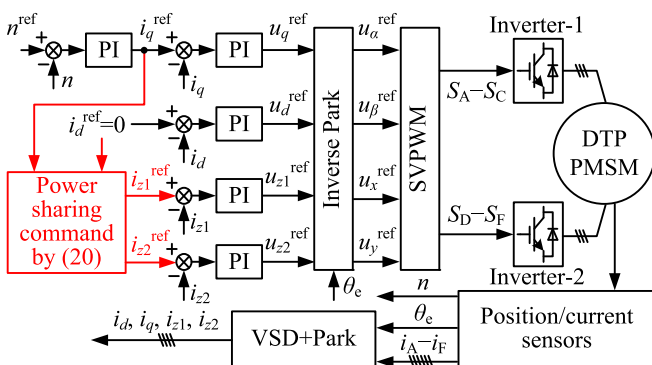 n^ref
PI
n
i_q^ref
i_q
PI
u_q^ref
i_d^ref=0
i_d
PI
u_d^ref
Power
sharing
command
by (20)
i_z1^ref
i_z1
PI
u_z1^ref
i_z2^ref
i_z2
PI
u_z2^ref
Inverse Park
θ_e
u_α^ref
u_β^ref
u_x^ref
u_y^ref
SVPWM
S_A−S_C
S_D−S_F
Inverter-1
DTP
PMSM
Inverter-2
Position/current
sensors
n
θ_e
i_A−i_F
VSD+Park
i_d, i_q, i_z1, i_z2